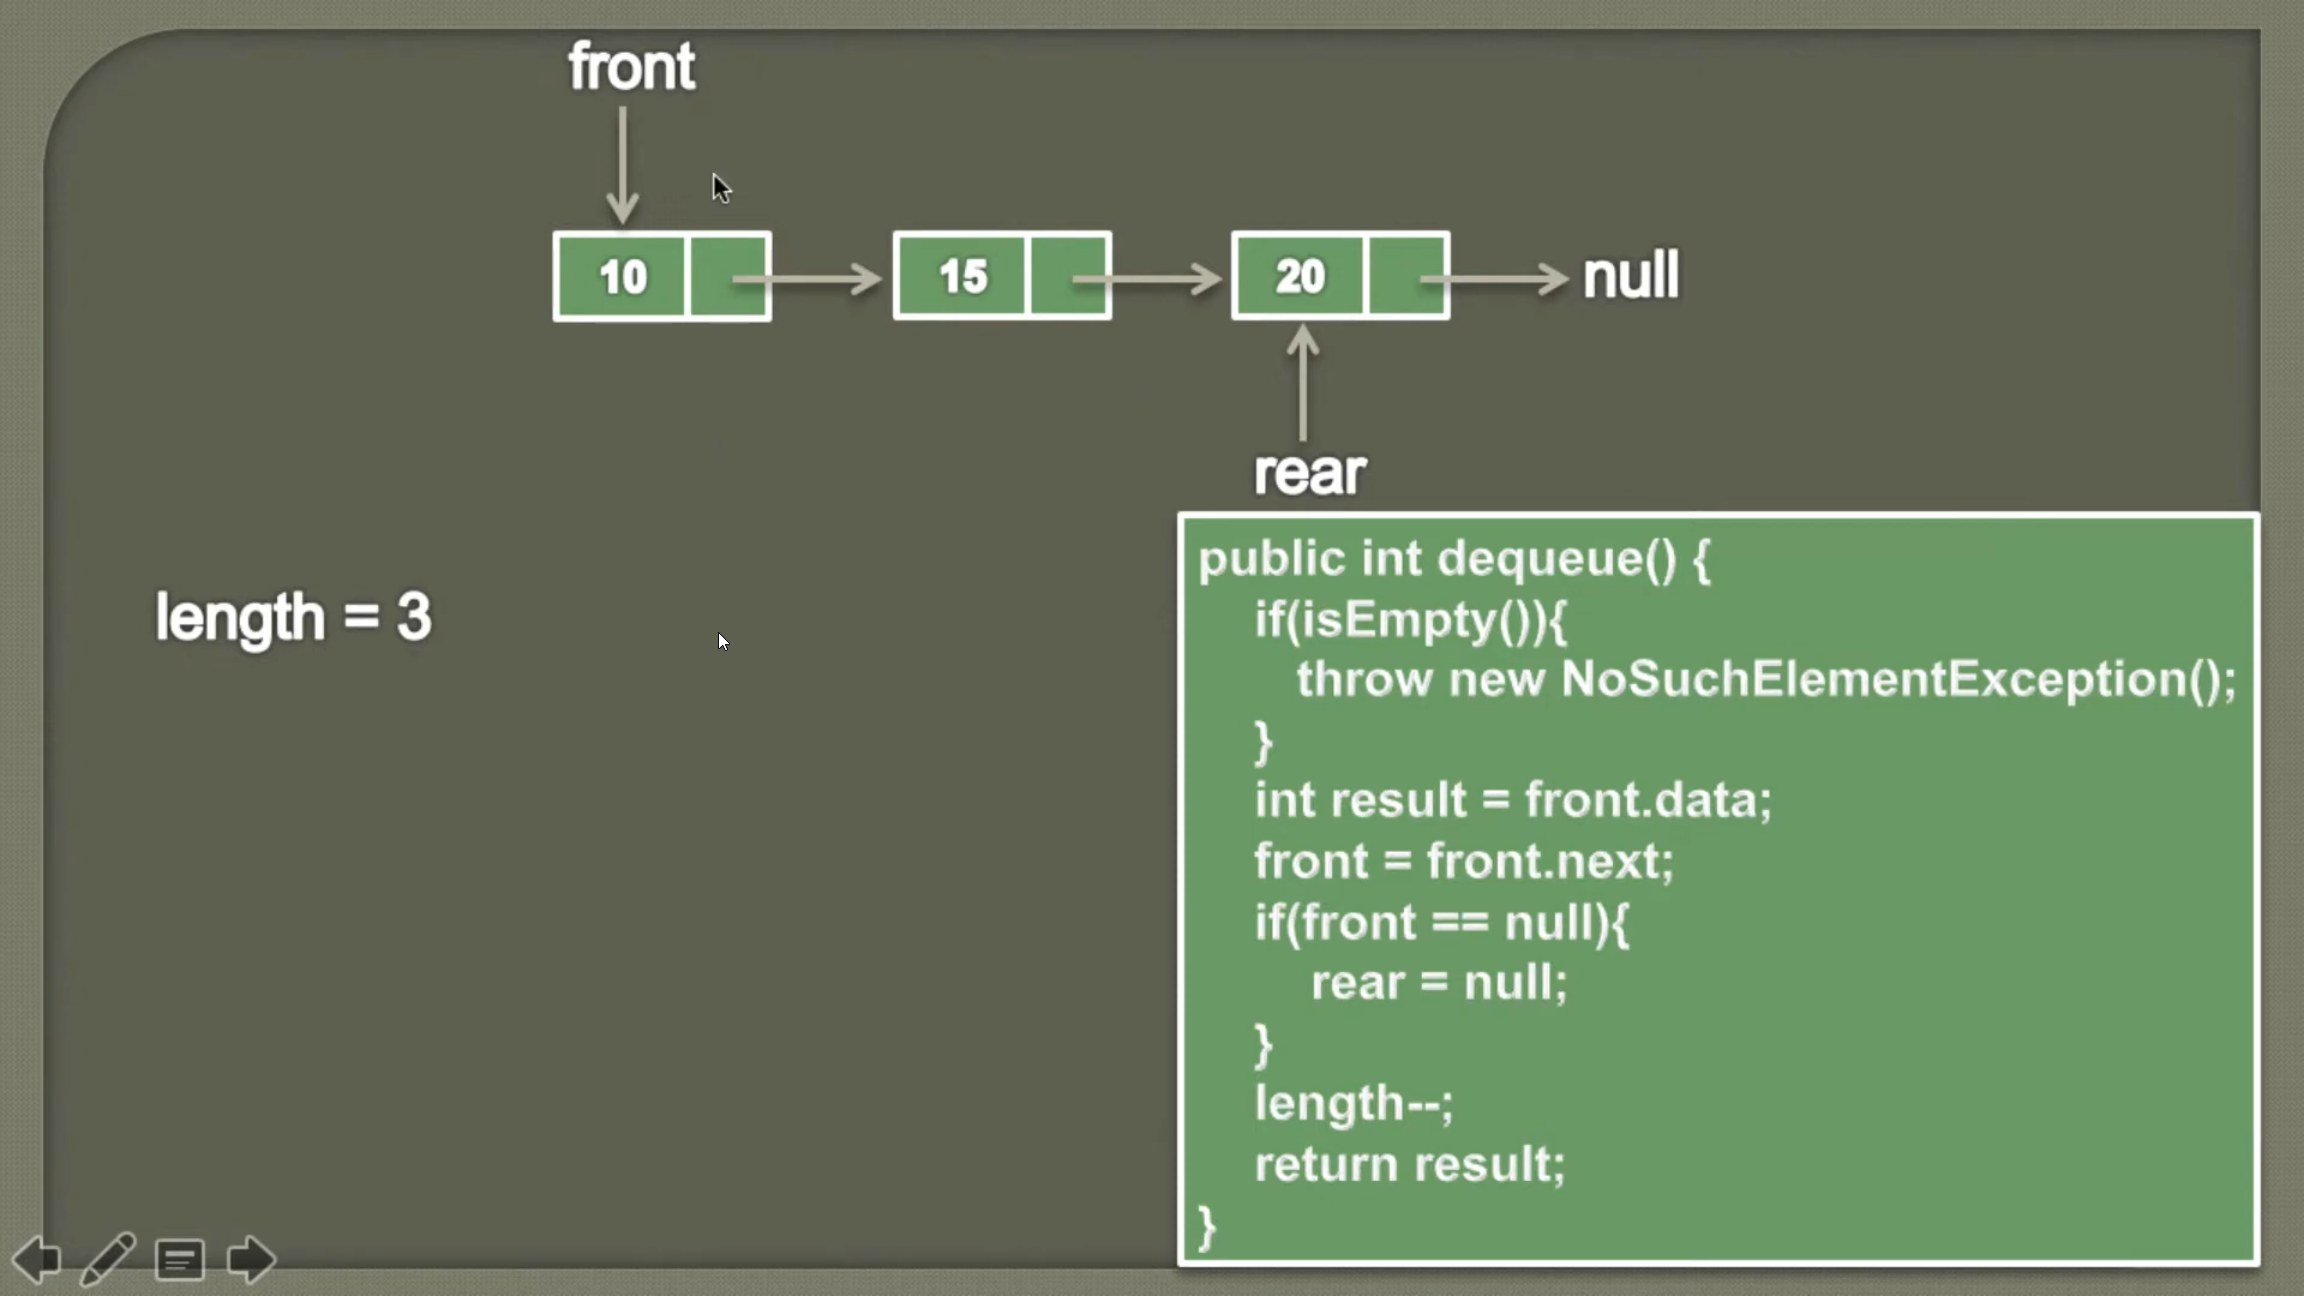 front
10
15
20
null
rear
length = 3
public int dequeue() {
if(isEmpty()){
throw new NoSuchElementException();
}
int result = front.data;
front = front.next;
if(front == null){
rear = null;
}
length--;
return result;
}